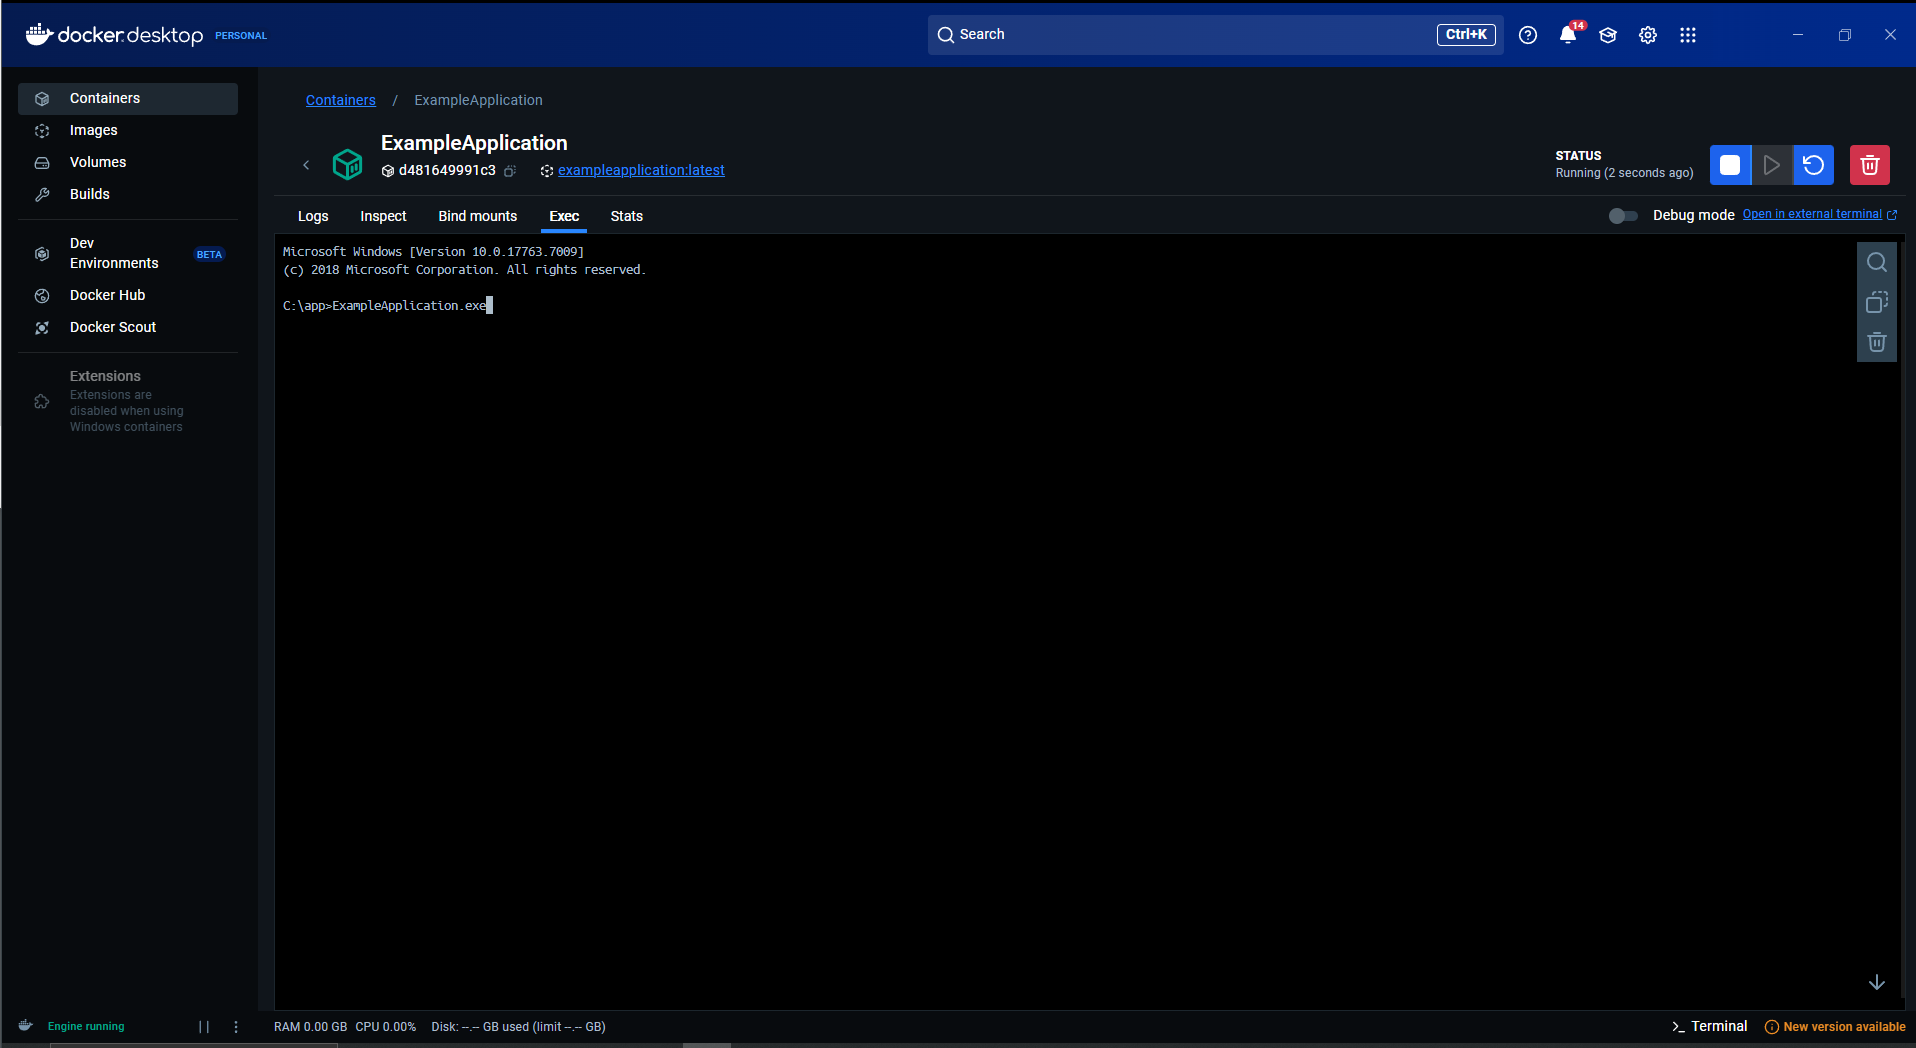 docker.desktop PERSONAL
Search
Ctrl+K
14
Containers
Images
Volumes
Builds
Dev
Environments
BETA
Docker Hub
Docker Scout
Extensions
Extensions are
disabled when using
Windows containers
Containers / ExampleApplication
ExampleApplication
d481649991c3
exampleapplication:latest
STATUS
Running (2 seconds ago)
Logs Inspect Bind mounts Exec Stats
Debug mode Open in external terminal
Microsoft Windows [Version 10.0.17763.7009]
(c) 2018 Microsoft Corporation. All rights reserved.
C:\app>ExampleApplication.exe
Engine running
RAM 0.00 GB CPU 0.00% Disk: --.-- GB used (limit --.-- GB)
>_ Terminal
New version available